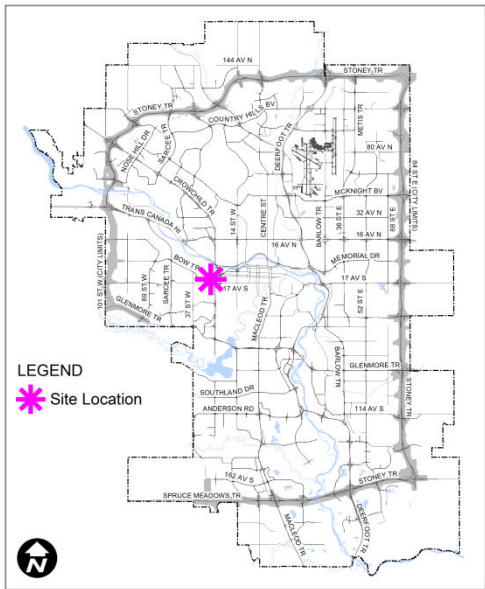 144 AV N
STONEY TR
STONEY TR
COUNTRY HILLS BV
NOSE HILL DR
SARCEE TR
DEERFOOT TR
METIS TR
80 AV N
84 ST E (CITY LIMITS)
CROWCHILD TR
MCKNIGHT BV
TRANS CANADA HI
14 ST W
CENTRE ST
BARLOW TR
36 ST E
32 AV N
68 ST E
16 AV N
16 AV N
101 ST W (CITY LIMITS)
BOW TR
MEMORIAL DR
69 ST W
SARCEE TR
37 ST W
17 AV S
17 AV S
MACLEOD TR
52 ST E
GLENMORE TR
BARLOW TR
GLENMORE TR
LEGEND
Site Location
SOUTHLAND DR
STONEY TR
ANDERSON RD
114 AV S
162 AV S
STONEY TR
SPRUCE MEADOWS TR
MACLEOD TR
DEERFOOT TR
N